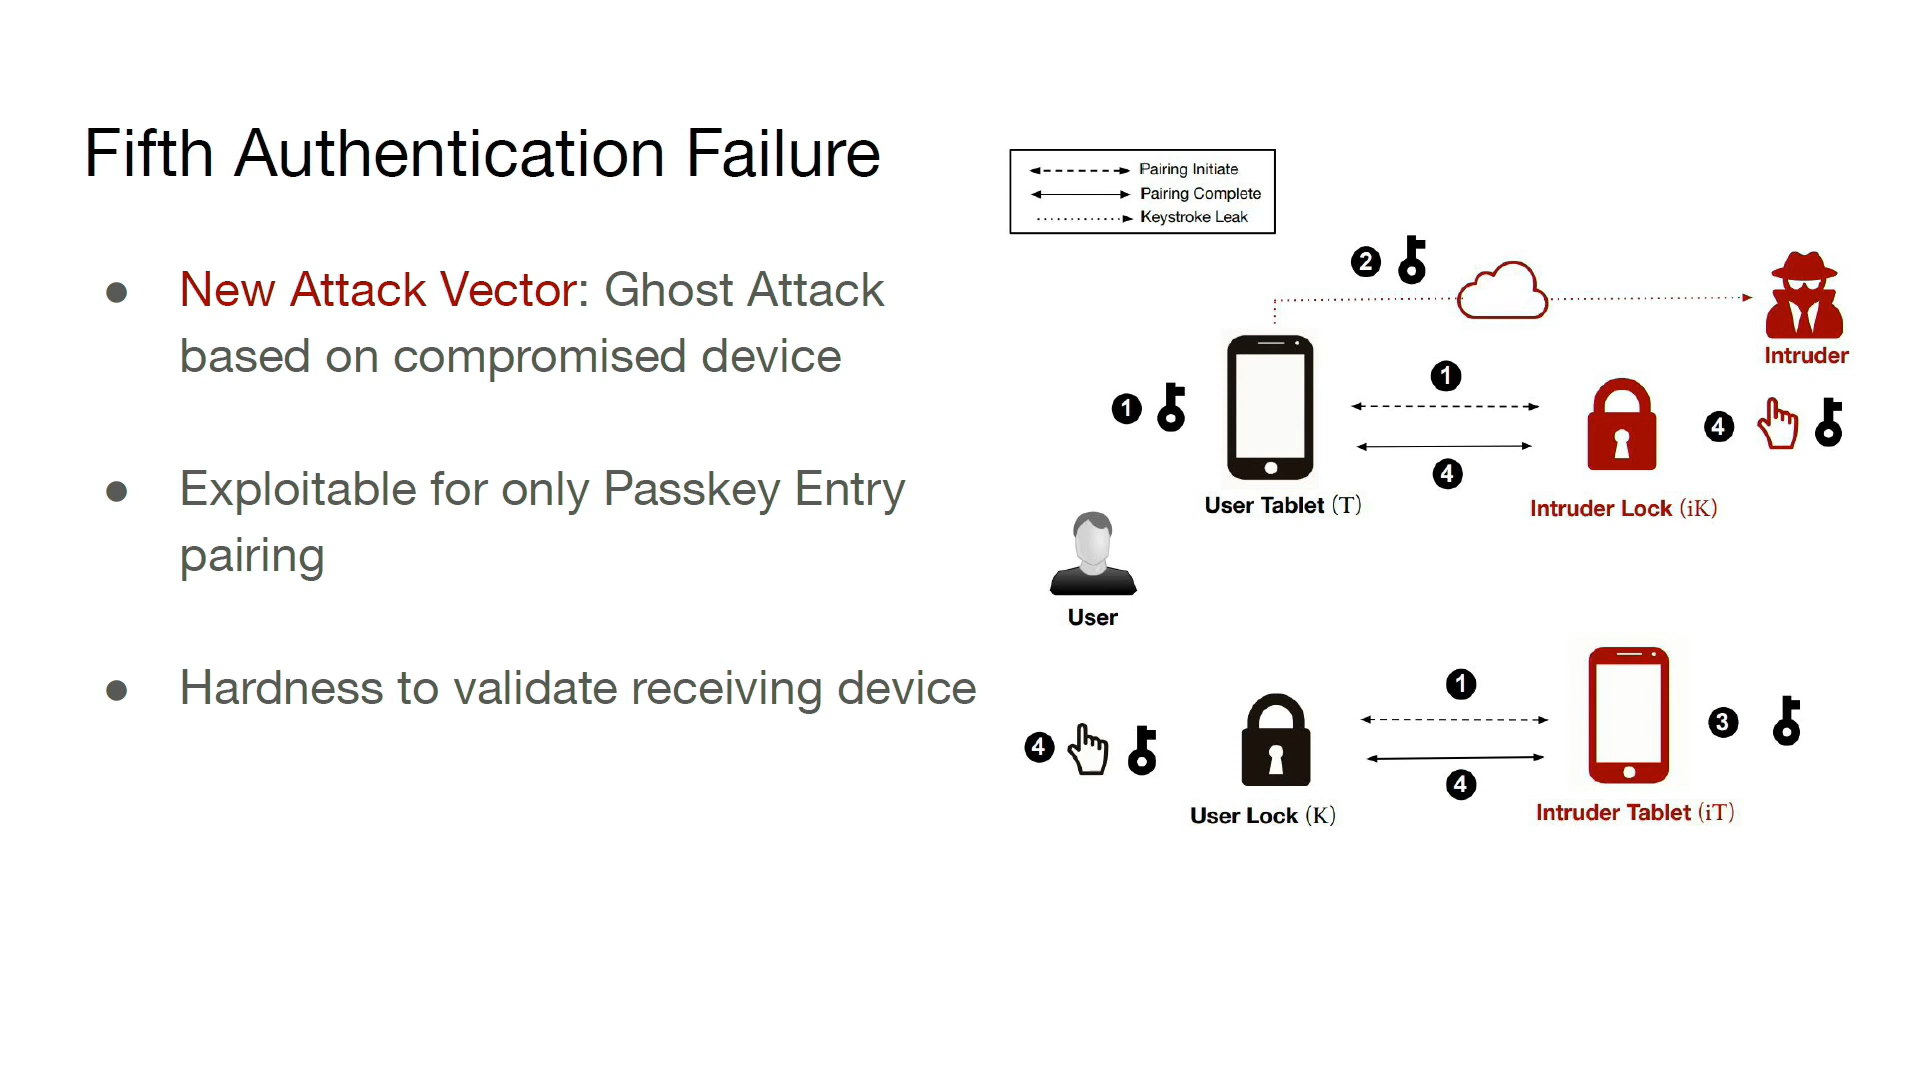 Fifth Authentication Failure
● New Attack Vector: Ghost Attack
based on compromised device
● Exploitable for only Passkey Entry
pairing
● Hardness to validate receiving device
Pairing Initiate
Pairing Complete
Keystroke Leak
2
Intruder
1
1
4
4
User Tablet (T)
Intruder Lock (iK)
User
1
3
4
4
User Lock (K)
Intruder Tablet (iT)